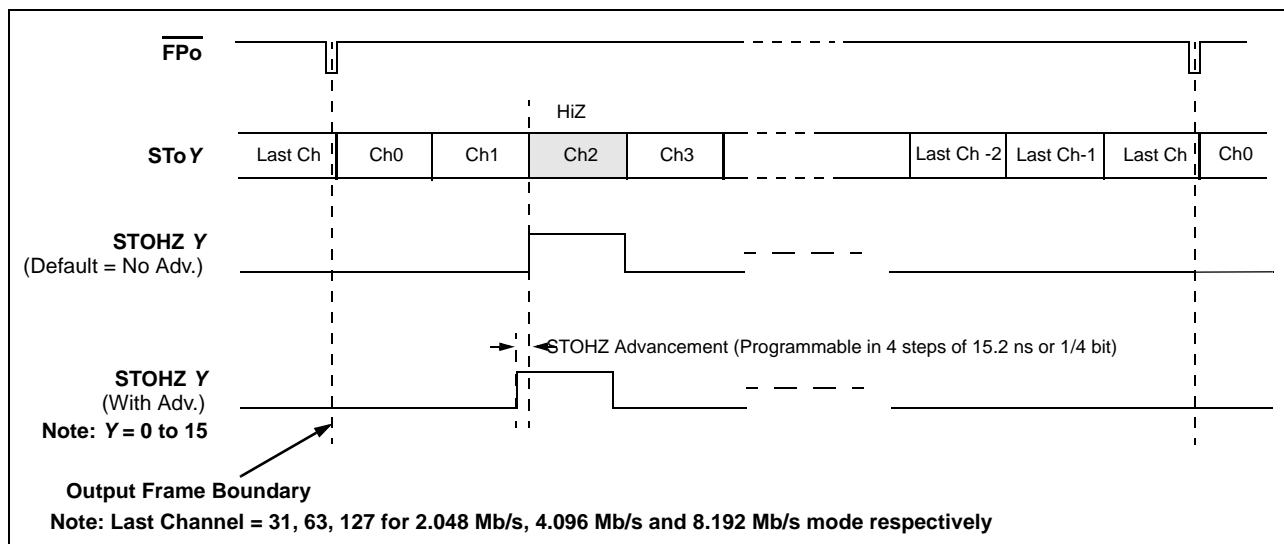 FPo
HiZ
STo Y
Last Ch
Ch0
Ch1
Ch2
Ch3
Last Ch -2
Last Ch-1
Last Ch
Ch0
STOHZ Y
(Default = No Adv.)
STOHZ Advancement (Programmable in 4 steps of 15.2 ns or 1/4 bit)
STOHZ Y
(With Adv.)
Note: Y = 0 to 15
Output Frame Boundary
Note: Last Channel = 31, 63, 127 for 2.048 Mb/s, 4.096 Mb/s and 8.192 Mb/s mode respectively